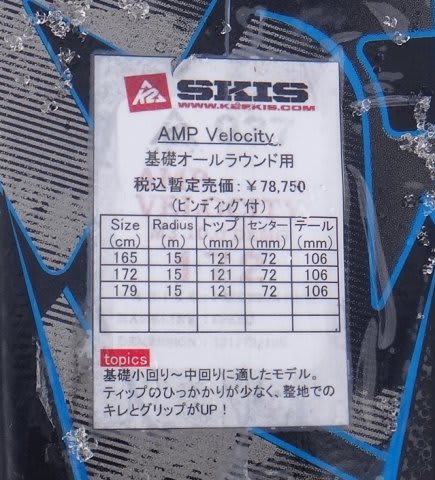 K2 SKIS
WWW.K2SKIS.COM
AMP Velocity
基礎オールラウンド用
税込暫定売価：￥78,750
(ビンディング付)
Size (cm) Radius (m) トップ (mm) センター (mm) テール (mm)
165 15 121 72 106
172 15 121 72 106
179 15 121 72 106
topics
基礎小回り～中回りに適したモデル。
ティップのひっかかりが少なく、整地での
キレとグリップがUP！